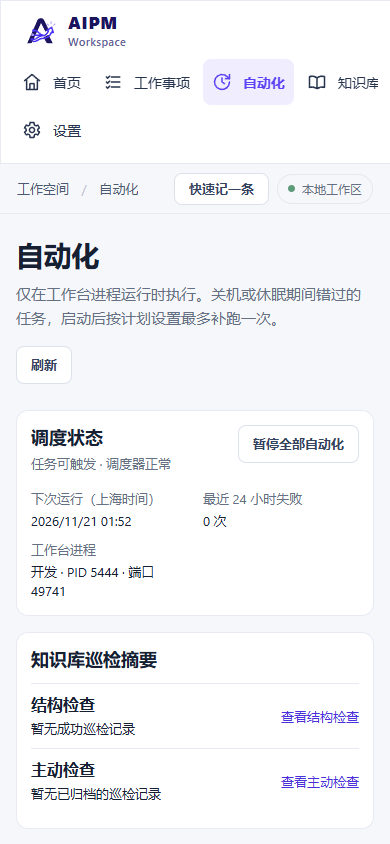 AIPM
Workspace
首页
工作事项
自动化
知识库
设置
工作空间 / 自动化
快速记一条
本地工作区
自动化
仅在工作台进程运行时执行。关机或休眠期间错过的
任务，启动后按计划设置最多补跑一次。
刷新
调度状态
任务可触发 · 调度器正常
暂停全部自动化
下次运行（上海时间）
2026/11/21 01:52
最近 24 小时失败
0 次
工作台进程
开发 · PID 5444 · 端口
49741
知识库巡检摘要
结构检查
暂无成功巡检记录
查看结构检查
主动检查
暂无已归档的巡检记录
查看主动检查